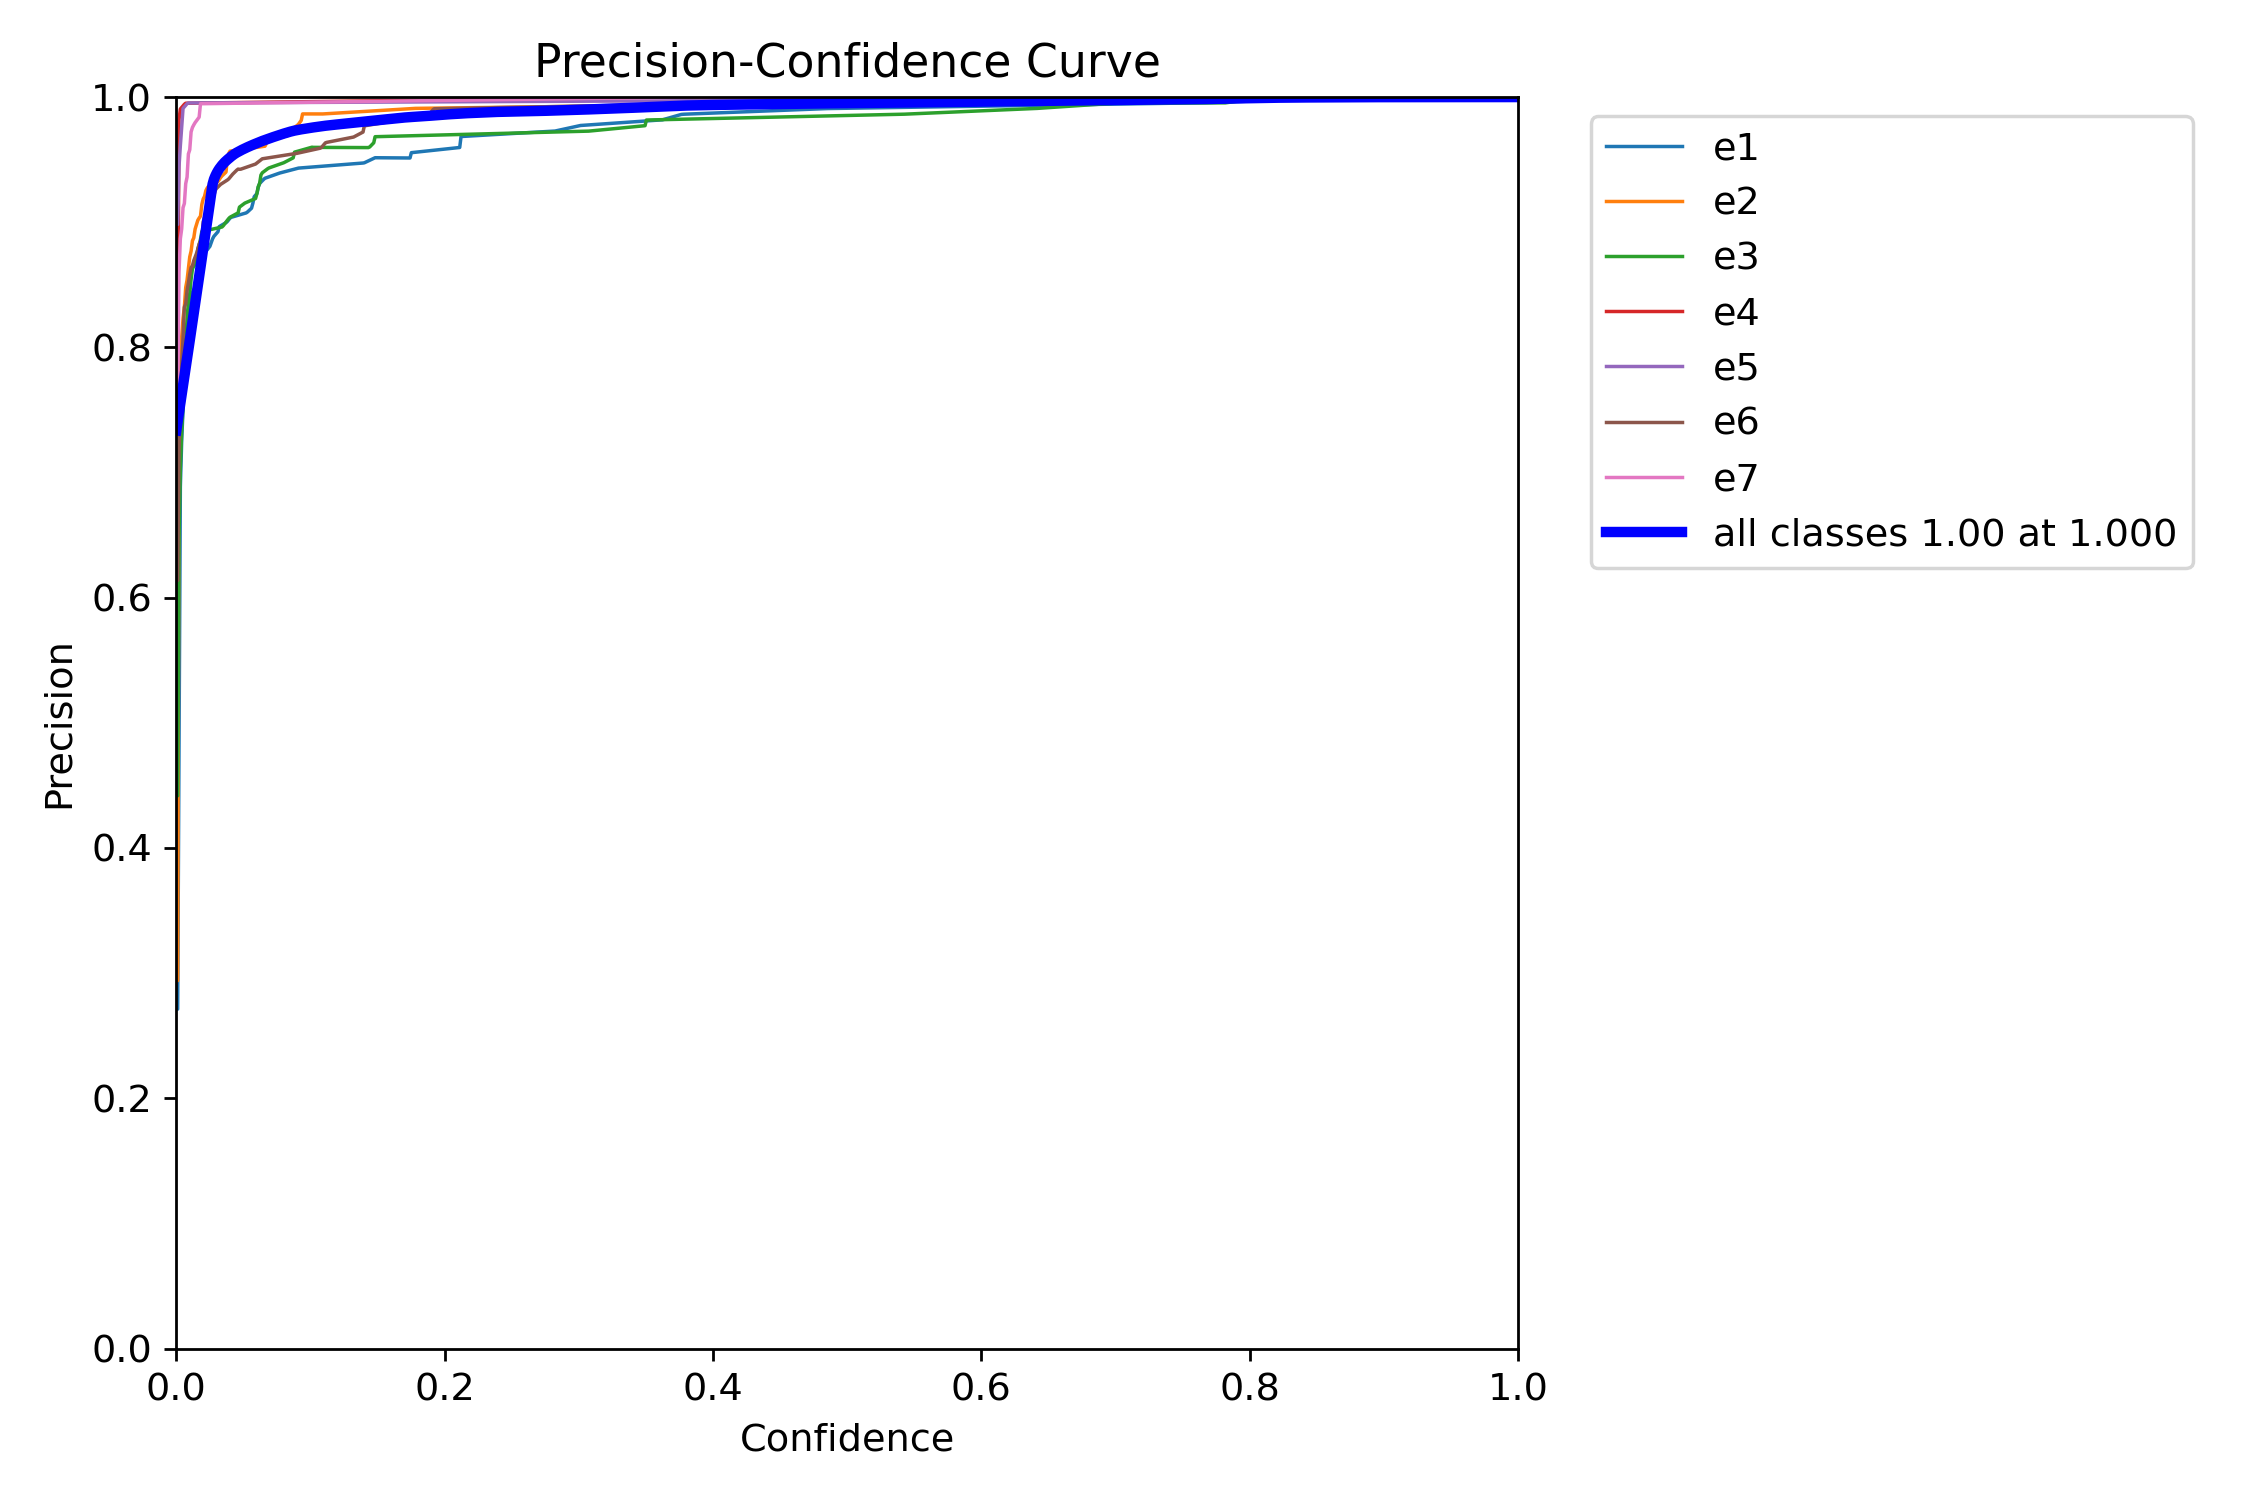 Precision-Confidence Curve
1.0
0.8
0.6
0.4
0.2
0.0
Precision
0.0 0.2 0.4 0.6 0.8 1.0
Confidence
e1
e2
e3
e4
e5
e6
e7
all classes 1.00 at 1.000